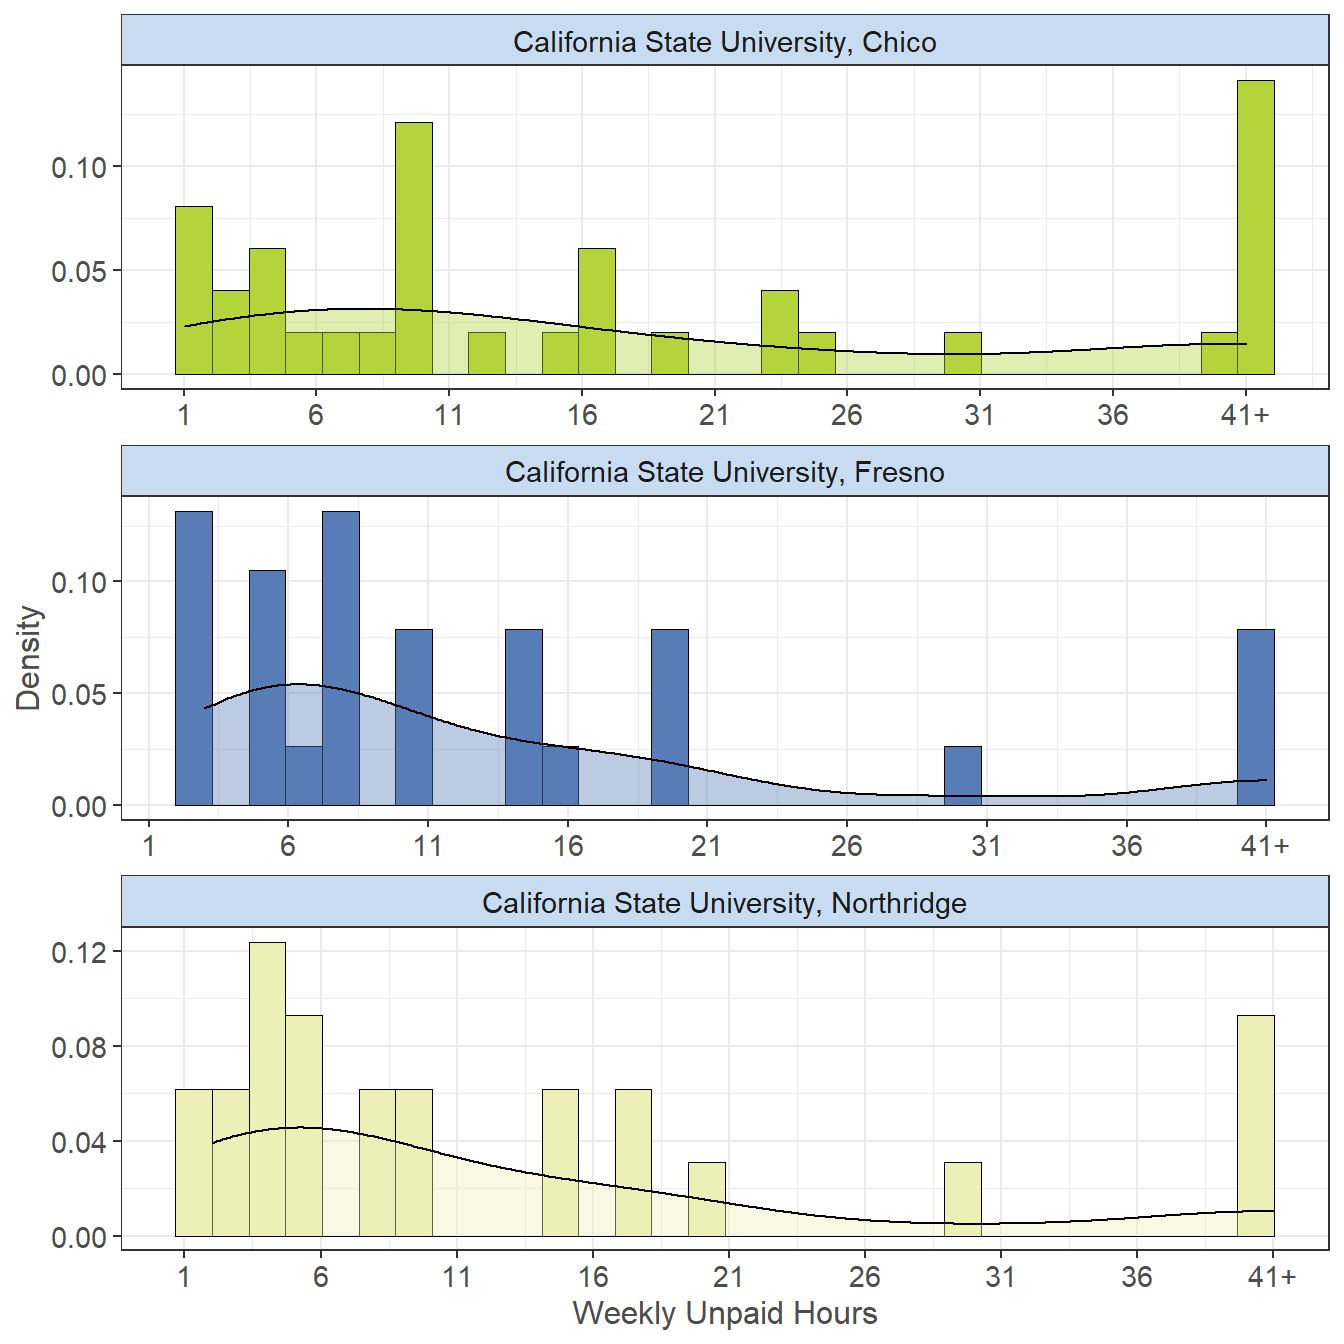 California State University, Chico
0.10
0.05
0.00
1 6 11 16 21 26 31 36 41+
California State University, Fresno
0.10
0.05
0.00
1 6 11 16 21 26 31 36 41+
Density
California State University, Northridge
0.12
0.08
0.04
0.00
1 6 11 16 21 26 31 36 41+
Weekly Unpaid Hours